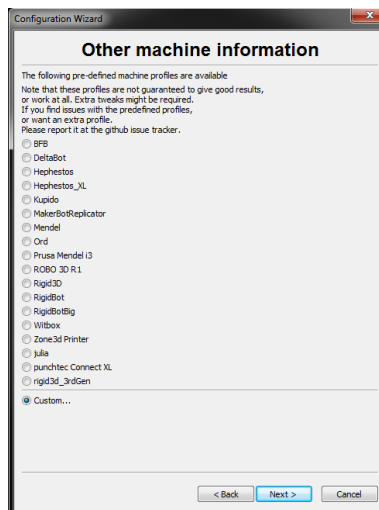 Configuration Wizard
x
Other machine information
The following pre-defined machine profiles are available
Note that these profiles are not guaranteed to give good results,
or work at all. Extra tweaks might be required.
If you find issues with the predefined profiles,
or want an extra profile.
Please report it at the github issue tracker.
BFB
DeltaBot
Hephestos
Hephestos_XL
Kupido
MakerBotReplicator
Mendel
Ord
Prusa Mendel i3
ROBO 3D R1
Rigid3D
RigidBot
RigidBotBig
Witbox
Zone3d Printer
julia
punchtec Connect XL
rigid3d_3rdGen
Custom...
< Back Next > Cancel